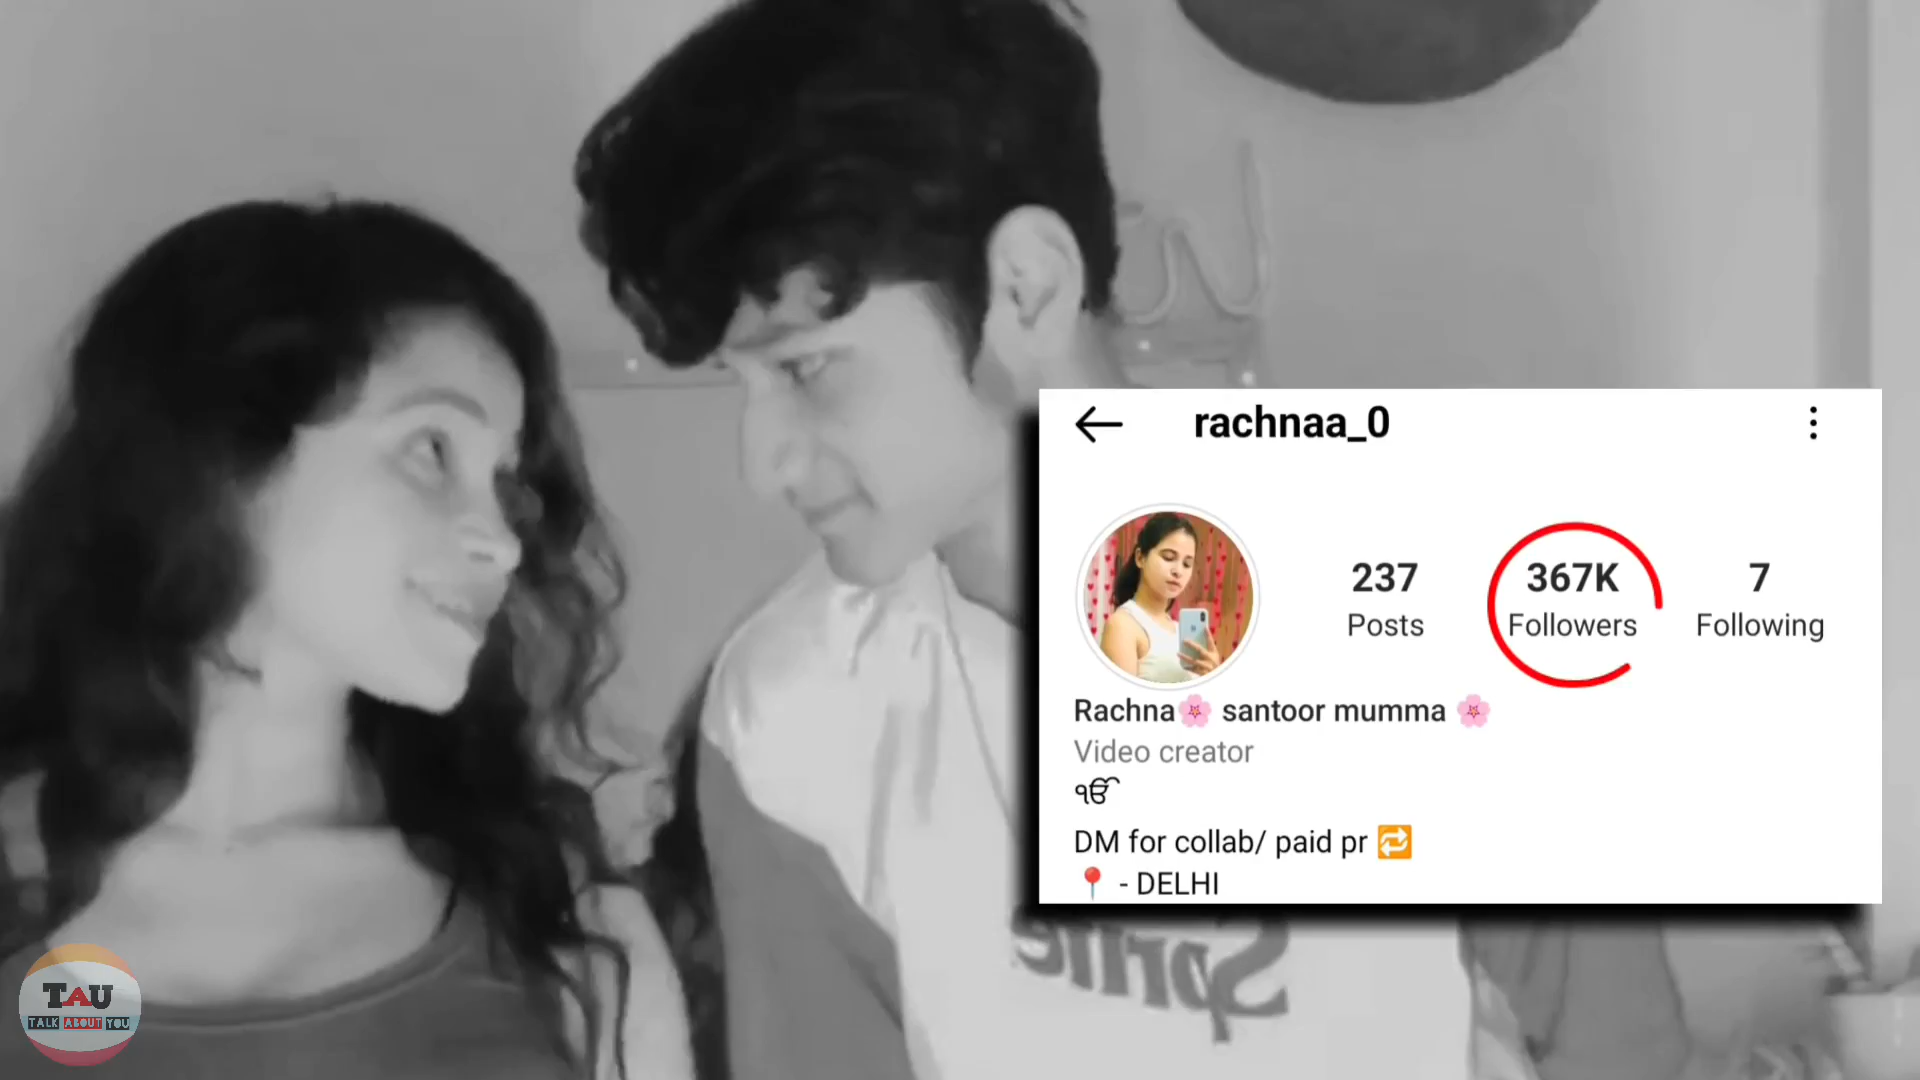 rachnaa_0
237 367K 7
Posts Followers Following
Rachna🌸 santoor mumma 🌸
Video creator
ੴ
DM for collab/ paid pr 🔁
📍 - DELHI
Sprite
TAU
TALK ABOUT YOU